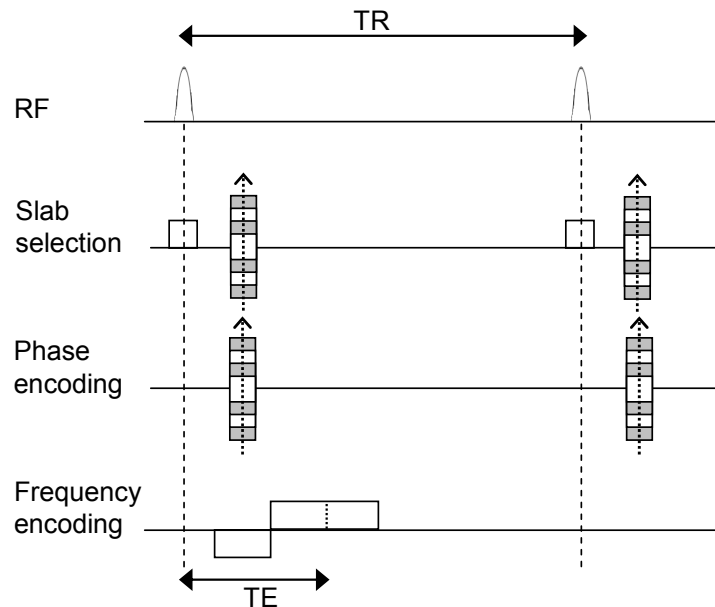 TR
RF
Slab
selection
Phase
encoding
Frequency
encoding
TE